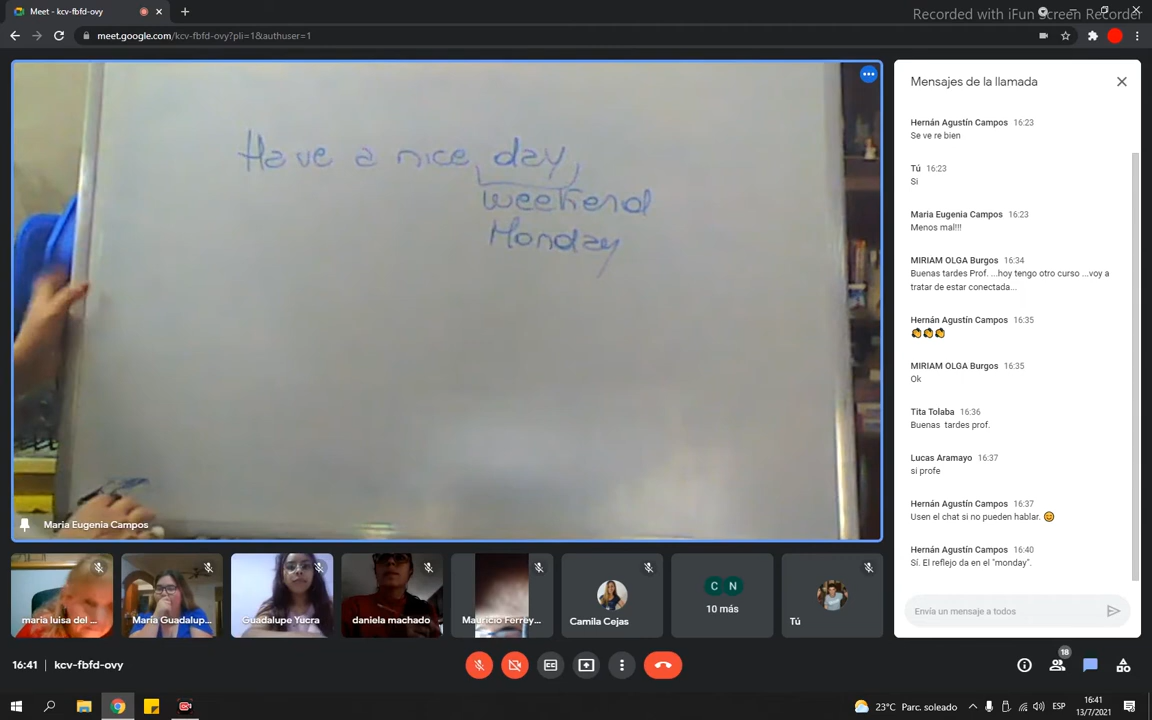 Meet - kcv-fbfd-ovy
Recorded with iFun Screen Recorder
meet.google.com/kcv-fbfd-ovy?pli=1&authuser=1
Have a nice day,
weekend
Monday
Maria Eugenia Campos
maria luisa del ...
María Guadalup...
Guadalupe Yucra
daniela machado
Mauricio Ferrey...
Camila Cejas
C N
10 más
Tú
Mensajes de la llamada
Hernán Agustín Campos 16:23
Se ve re bien
Tú 16:23
Si
Maria Eugenia Campos 16:23
Menos mal!!!
MIRIAM OLGA Burgos 16:34
Buenas tardes Prof. ...hoy tengo otro curso ...voy a
tratar de estar conectada...
Hernán Agustín Campos 16:35
MIRIAM OLGA Burgos 16:35
Ok
Tita Tolaba 16:36
Buenas tardes prof.
Lucas Aramayo 16:37
si profe
Hernán Agustín Campos 16:37
Usen el chat si no pueden hablar.
Hernán Agustín Campos 16:40
Sí. El reflejo da en el "monday".
Envía un mensaje a todos
16:41 kcv-fbfd-ovy
18
23°C Parc. soleado
ESP
16:41
13/7/2021